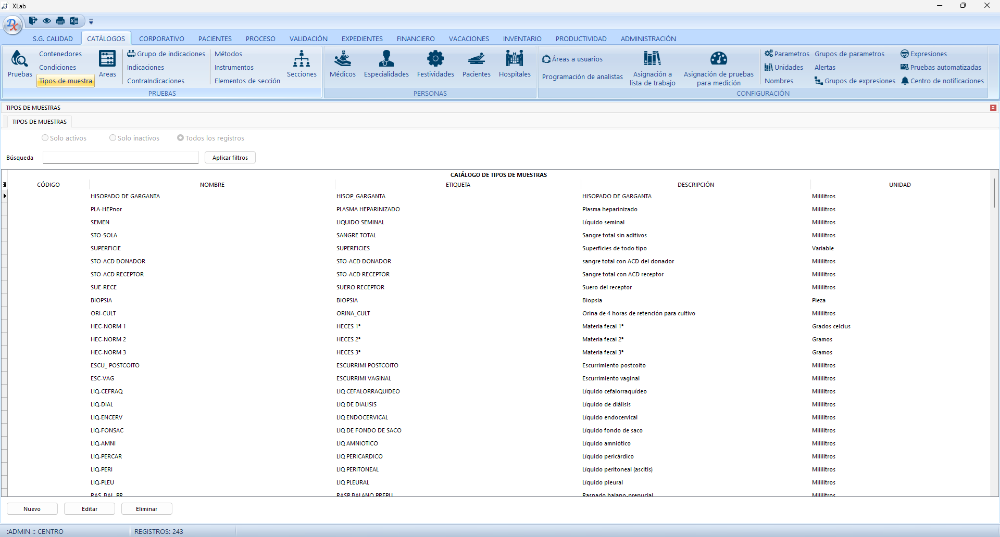 XLab
S.G. CALIDAD CATÁLOGOS CORPORATIVO PACIENTES PROCESO VALIDACIÓN EXPEDIENTES FINANCIERO VACACIONES INVENTARIO PRODUCTIVIDAD ADMINISTRACIÓN
Pruebas
Contenedores
Condiciones
Tipos de muestra
Areas
Grupo de indicaciones
Indicaciones
ContraIndicaciones
Métodos
Instrumentos
Elementos de sección
Secciones
PRUEBAS
Médicos Especialidades Festividades Pacientes Hospitales
PERSONAS
Áreas a usuarios
Programación de analistas
Asignación a
lista de trabajo
Asignación de pruebas
para medición
Parametros
Unidades
Nombres
Grupos de parametros
Alertas
Grupos de expresiones
Expresiones
Pruebas automatizadas
Centro de notificaciones
CONFIGURACIÓN
TIPOS DE MUESTRAS
TIPOS DE MUESTRAS
Solo activos Solo inactivos Todos los registros
Búsqueda Aplicar filtros
CATÁLOGO DE TIPOS DE MUESTRAS
CÓDIGO NOMBRE ETIQUETA DESCRIPCIÓN UNIDAD
HISOPADO DE GARGANTA HISOP_GARGANTA HISOPADO DE GARGANTA Mililitros
PLA-HEPnor PLASMA HEPARINIZADO Plasma heparinizado Mililitros
SEMEN LIQUIDO SEMINAL Líquido seminal Mililitros
STO-SOLA SANGRE TOTAL Sangre total sin aditivos Mililitros
SUPERFICIE SUPERFICIES Superficies de todo tipo Variable
STO-ACD DONADOR STO-ACD DONADOR sangre total con ACD del donador Mililitros
STO-ACD RECEPTOR STO-ACD RECEPTOR Sangre total con ACD receptor Mililitros
SUE-RECE SUERO RECEPTOR Suero del receptor Mililitros
BIOPSIA BIOPSIA Biopsia Pieza
ORI-CULT ORINA_CULT Orina de 4 horas de retención para cultivo Mililitros
HEC-NORM 1 HECES 1ª Materia fecal 1ª Grados celcius
HEC-NORM 2 HECES 2ª Materia fecal 2ª Gramos
HEC-NORM 3 HECES 3ª Materia fecal 3ª Gramos
ESCU_ POSTCOITO ESCURRIMI POSTCOITO Escurrimiento postcoito Mililitros
ESC-VAG ESCURRIMI VAGINAL Escurrimiento vaginal Mililitros
LIQ-CEFRAQ LIQ CEFALORRAQUIDEO Líquido cefalorraquídeo Mililitros
LIQ-DIAL LIQ DE DIALISIS Líquido de diálisis Mililitros
LIQ-ENCERV LIQ ENDOCERVICAL Líquido endocervical Mililitros
LIQ-FONSAC LIQ DE FONDO DE SACO Líquido fondo de saco Mililitros
LIQ-AMNI LIQ AMNIOTICO Líquido amniótico Mililitros
LIQ-PERCAR LIQ PERICARDICO Líquido pericárdico Mililitros
LIQ-PERI LIQ PERITONEAL Líquido peritoneal (ascitis) Mililitros
LIQ-PLEU LIQ PLEURAL Líquido pleural Mililitros
RAS_BAL_PR RASP BALANO PREPU Raspado balano-prepucial Mililitros
Nuevo Editar Eliminar
:ADMIN :: CENTRO REGISTROS: 243